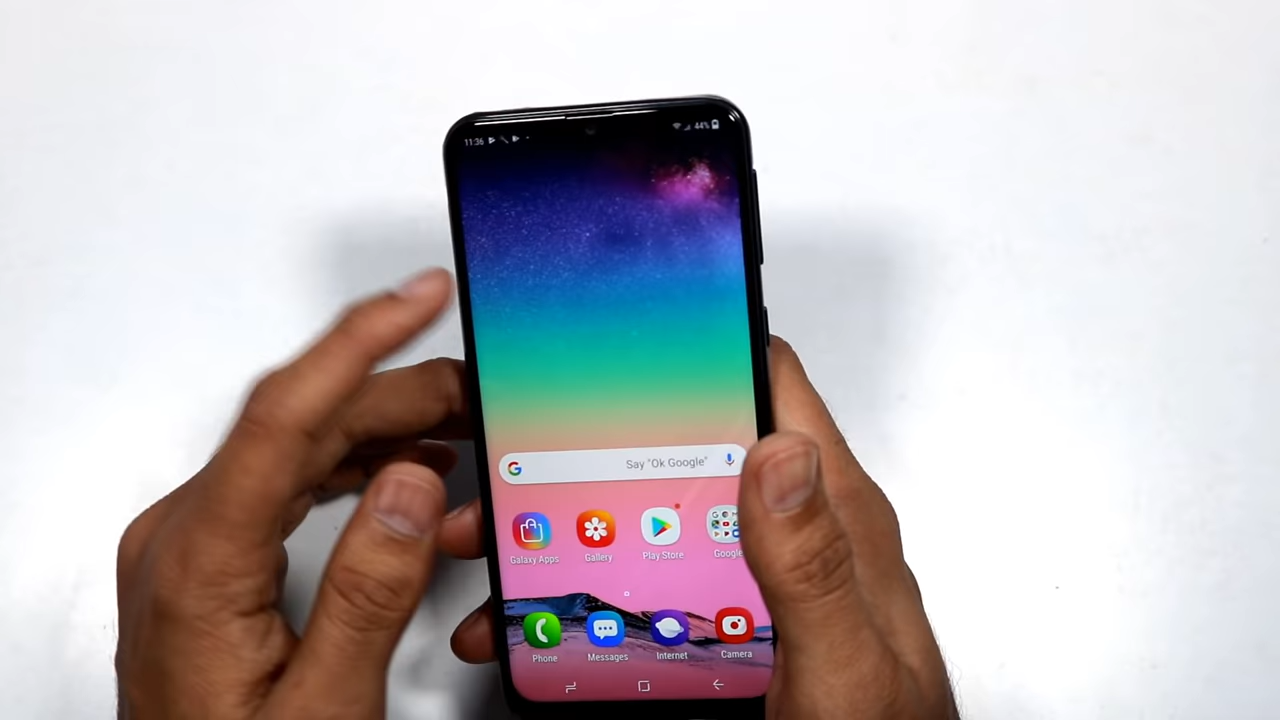 11:36
44%
Say "Ok Google"
Galaxy Apps
Gallery
Play Store
Google
Phone
Messages
Internet
Camera